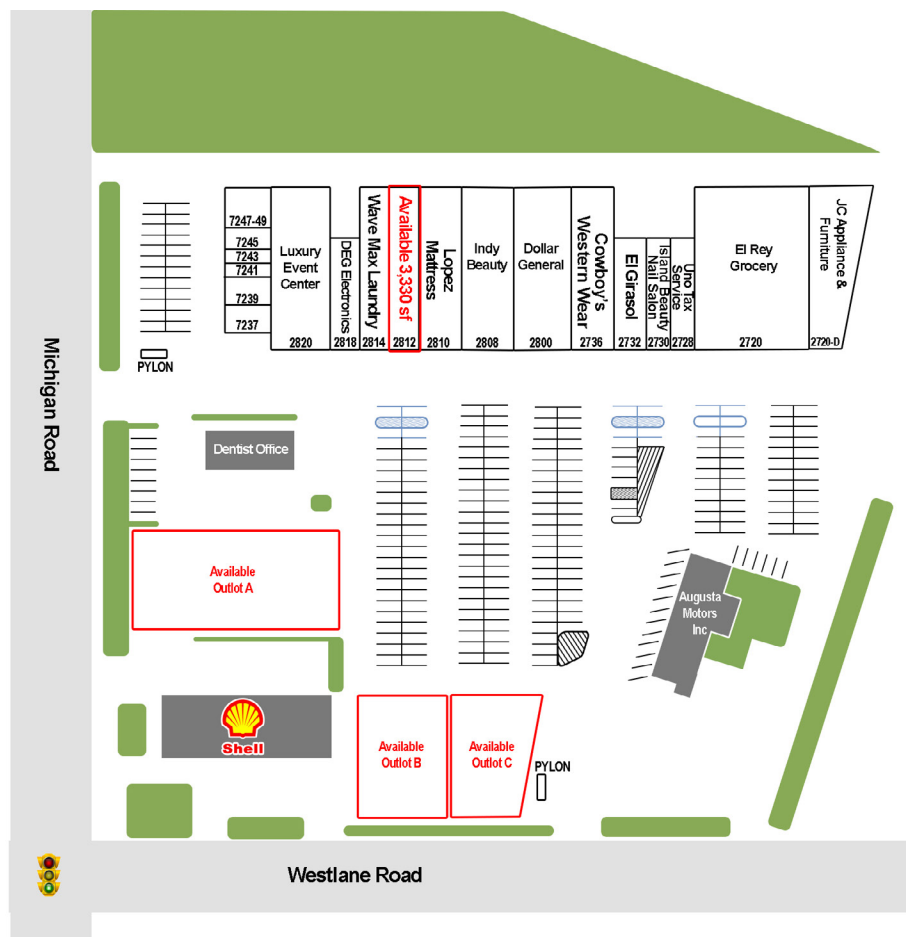 Michigan Road
7247-49
7245
7243
7241
7239
7237
Luxury
Event
Center
2820
DEG Electronics
2818
Wave Max Laundry
2814
Available 3,330 sf
2812
Lopez
Mattress
2810
Indy
Beauty
2808
Dollar
General
2800
Cowboy's
Western Wear
2736
El Girasol
2732
Island Beauty
Nail Salon
2730
Uno Tax
Service
2728
El Rey
Grocery
2720
JC Appliance &
Furniture
2720-D
PYLON
Dentist Office
Available
Outlot A
Augusta
Motors
Inc
Shell
Available
Outlot B
Available
Outlot C
PYLON
Westlane Road